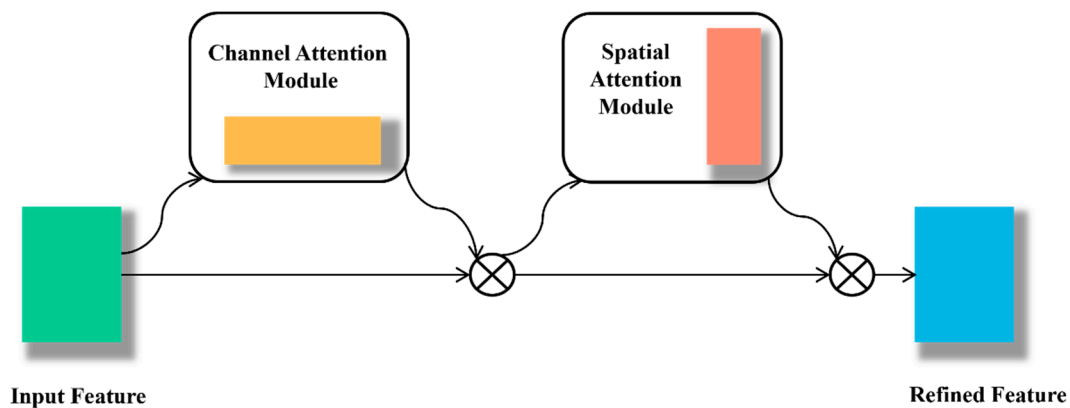 Channel Attention
Module
Spatial
Attention
Module
Input Feature
Refined Feature